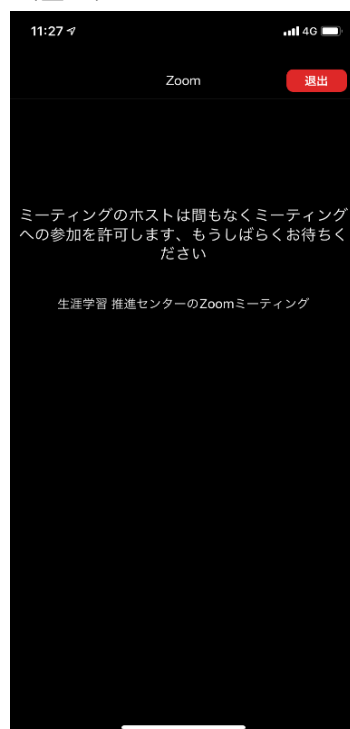 11:27
4G
Zoom
退出
ミーティングのホストは間もなくミーティング
への参加を許可します、もうしばらくお待ちく
ださい
生涯学習 推進センターのZoomミーティング